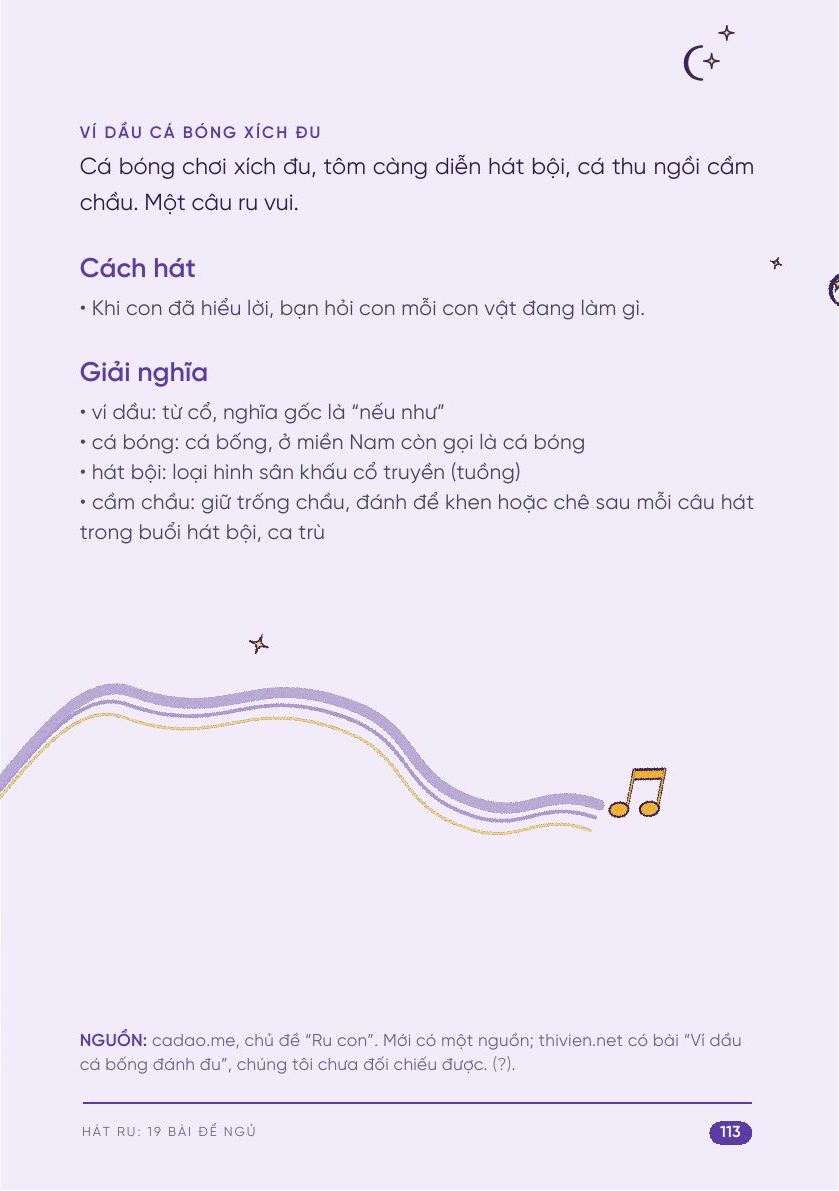 VÍ DẦU CÁ BÓNG XÍCH ĐU
Cá bóng chơi xích đu, tôm càng diễn hát bội, cá thu ngồi cầm
chầu. Một câu ru vui.
Cách hát
• Khi con đã hiểu lời, bạn hỏi con mỗi con vật đang làm gì.
Giải nghĩa
• ví dầu: từ cổ, nghĩa gốc là “nếu như”
• cá bóng: cá bống, ở miền Nam còn gọi là cá bóng
• hát bội: loại hình sân khấu cổ truyền (tuồng)
• cầm chầu: giữ trống chầu, đánh để khen hoặc chê sau mỗi câu hát
trong buổi hát bội, ca trù
NGUỒN: cadao.me, chủ đề “Ru con”. Mới có một nguồn; thivien.net có bài “Ví dầu
cá bống đánh đu”, chúng tôi chưa đối chiếu được. (?).
HÁT RU: 19 BÀI ĐỂ NGỦ
113